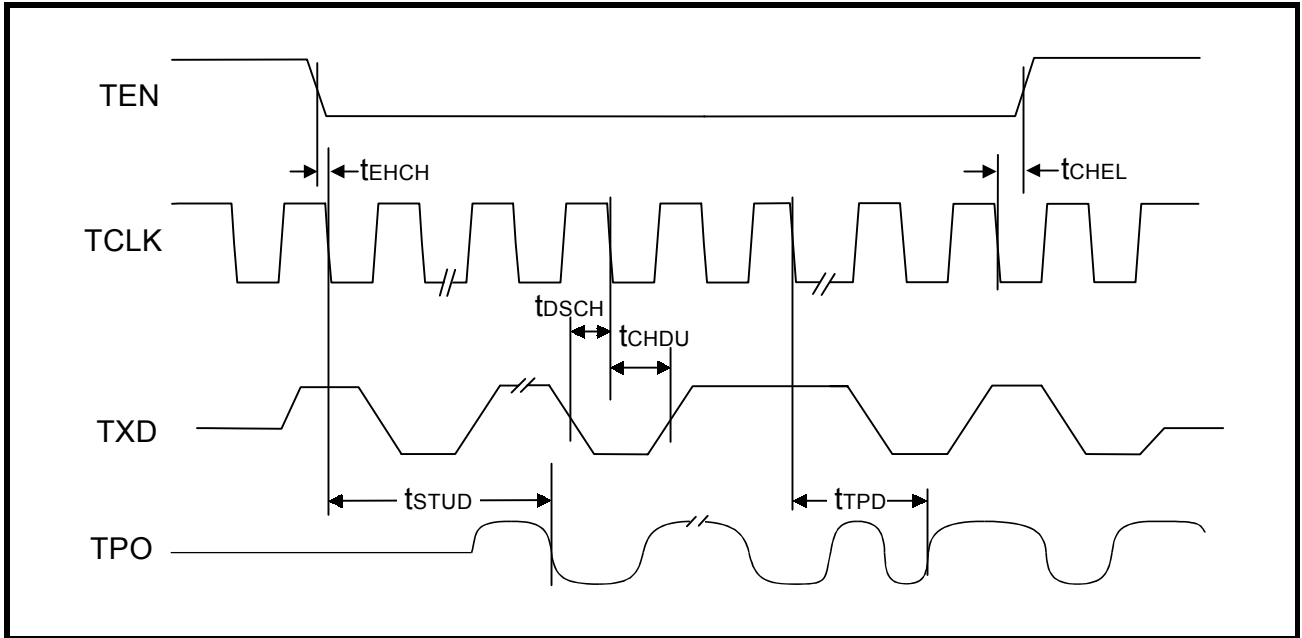 TEN
tEHCH
tCHEL
TCLK
tDSCH
tCHDU
TXD
tSTUD
tTPD
TPO